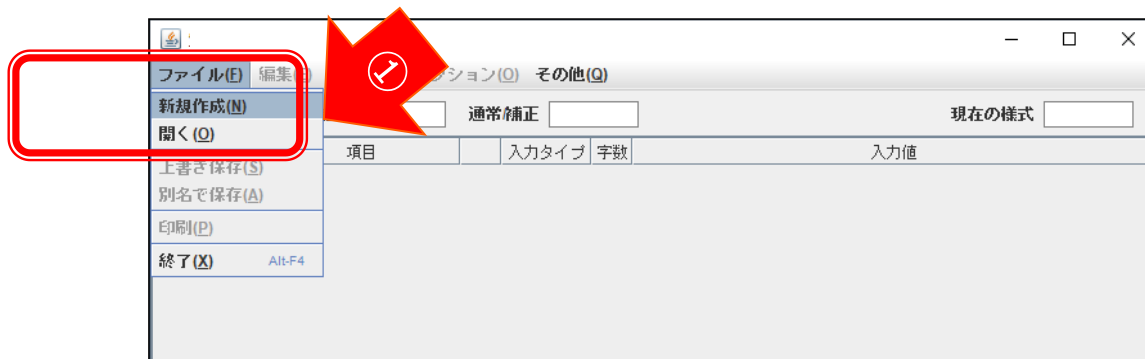 ファイル(F) 編集(E) ション(O) その他(Q)
①
新規作成(N)
開く(O)
上書き保存(S)
別名で保存(A)
印刷(P)
終了(X) Alt-F4
通常/補正
現在の様式
項目 入力タイプ 字数 入力値